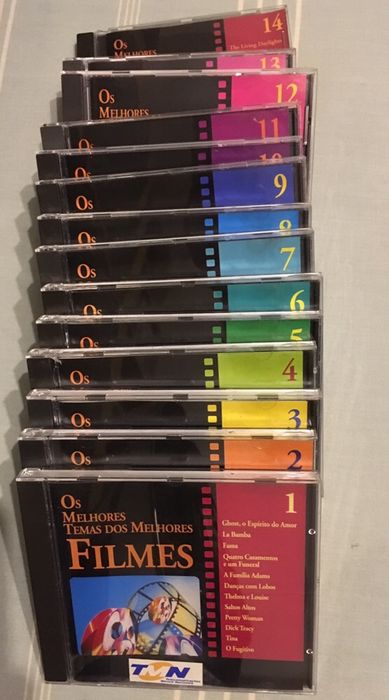 14
Os
Melhores
The Living Daylights
13
12
Os
Melhores
11
Os
10
Os
9
Os
8
Os
7
Os
6
Os
5
Os
4
Os
3
Os
2
Os
1
Os
Melhores
Temas dos Melhores
Filmes
Ghost, o Espírito do Amor
La Bamba
Fama
Quatro Casamentos
e um Funeral
A Família Adams
Danças com Lobos
Thelma e Louise
Saltos Altos
Pretty Woman
Dick Tracy
Tina
O Fugitivo
TMN